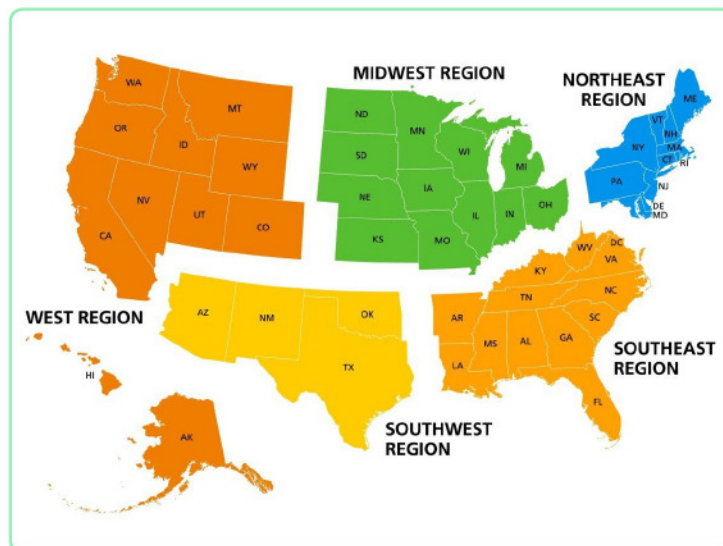 MIDWEST REGION
NORTHEAST
REGION
WA
MT
OR
ID
WY
NV
UT
CO
CA
ND
MN
SD
WI
MI
NE
IA
IL
IN
OH
KS
MO
ME
VT
NH
NY
MA
CT
RI
PA
NJ
DE
MD
WEST REGION
HI
AK
AZ
NM
OK
TX
SOUTHWEST
REGION
WV
DC
VA
KY
NC
TN
SC
AR
MS
AL
GA
LA
FL
SOUTHEAST
REGION